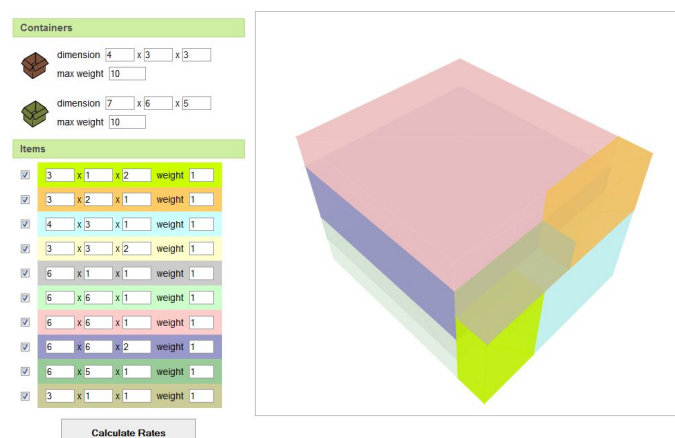 Containers
dimension 4 x 3 x 3
max weight 10
dimension 7 x 6 x 5
max weight 10
Items
3 x 1 x 2 weight 1
3 x 2 x 1 weight 1
4 x 3 x 1 weight 1
3 x 3 x 2 weight 1
6 x 1 x 1 weight 1
6 x 6 x 1 weight 1
6 x 6 x 1 weight 1
6 x 6 x 2 weight 1
6 x 5 x 1 weight 1
3 x 1 x 1 weight 1
Calculate Rates